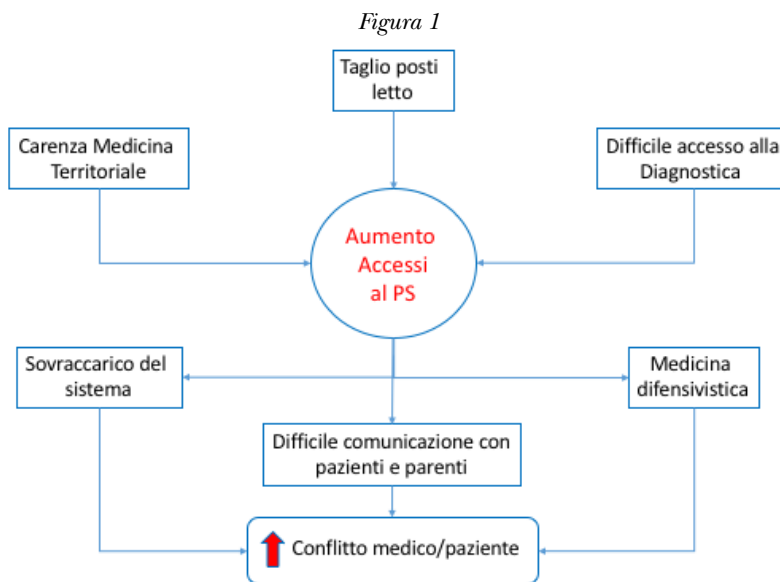 Figura 1
Taglio posti
letto
Carenza Medicina
Territoriale
Difficile accesso alla
Diagnostica
Aumento
Accessi
al PS
Sovraccarico del
sistema
Medicina
difensivistica
Difficile comunicazione con
pazienti e parenti
Conflitto medico/paziente